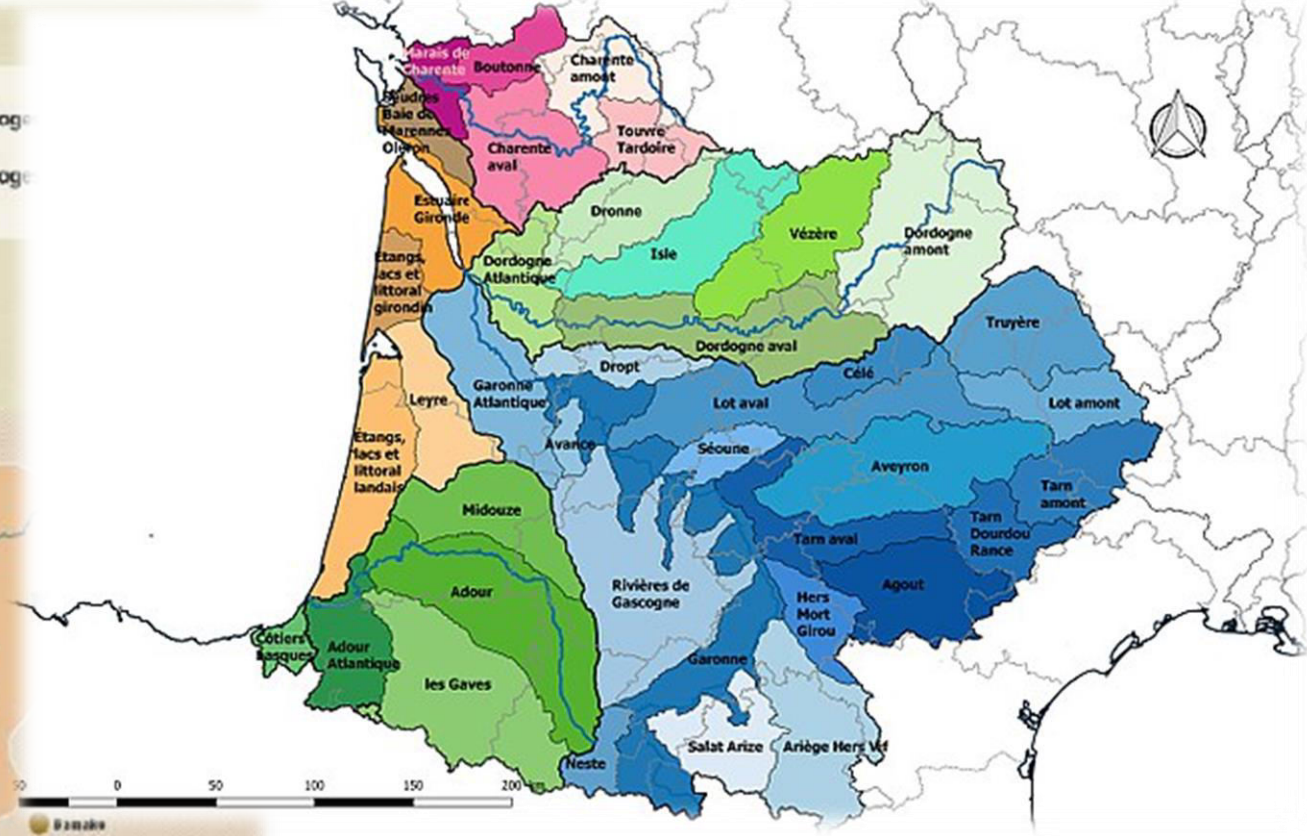 Marais de
Charente
Boutonne
Charente
amont
Baie de
Marennes
Oleron
Charente
aval
Touvre
Tardoire
Estuaire
Gironde
Dronne
Isle
Vézère
Dordogne
amont
Dordogne
Atlantique
Étangs,
lacs et
littoral
girondin
Dordogne aval
Truyère
Dropt
Célé
Garonne
Atlantique
Leyre
Lot aval
Lot amont
Avance
Séoune
Aveyron
Étangs,
lacs et
littoral
landais
Midouze
Tarn
amont
Tarn
Dourdou
Rance
Tarn aval
Adour
Rivières de
Gascogne
Hers
Mort
Girou
Agout
Côtiers
basques
Adour
Atlantique
les Gaves
Garonne
Salat Arize
Ariège Hers Vif
Neste
50 0 50 100 150 200 km
Bamako